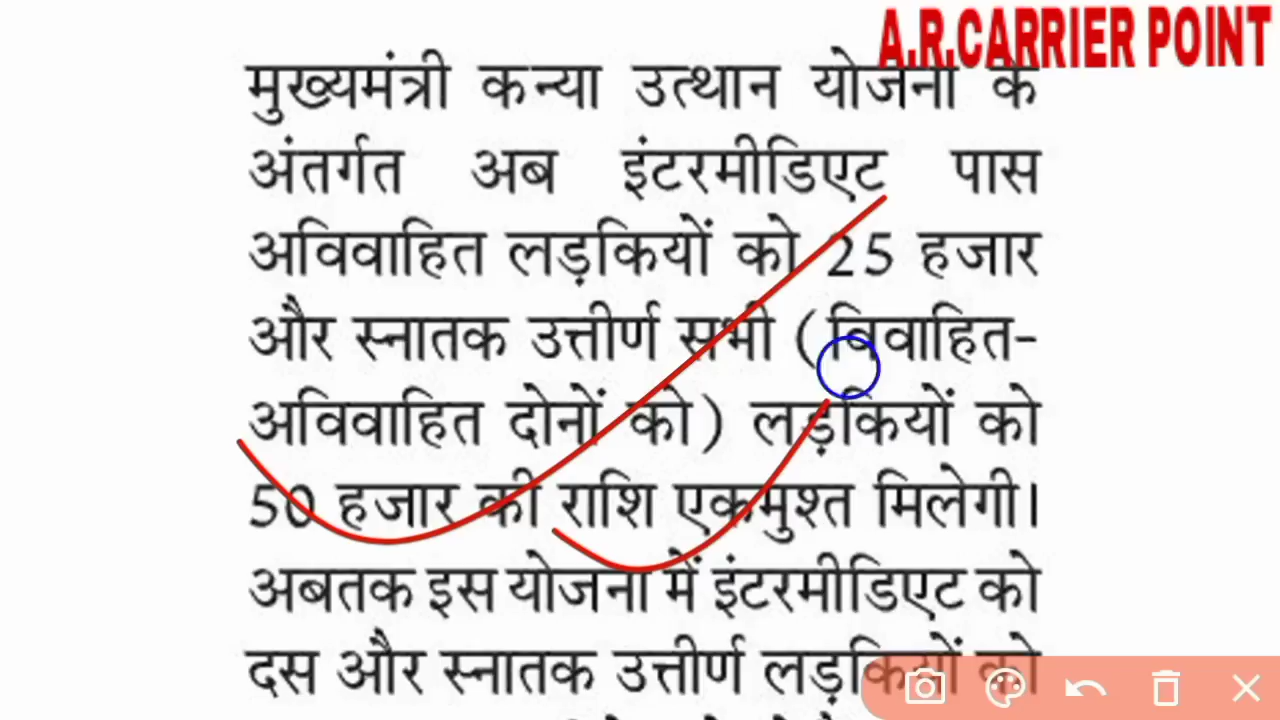 A.R.CARRIER POINT
मुख्यमंत्री कन्या उत्थान योजना के
अंतर्गत अब इंटरमीडिएट पास
अविवाहित लड़कियों को 25 हजार
और स्नातक उत्तीर्ण सभी (विवाहित-
अविवाहित दोनों को) लड़कियों को
50 हजार की राशि एकमुश्त मिलेगी।
अबतक इस योजना में इंटरमीडिएट को
दस और स्नातक उत्तीर्ण लड़कियों को